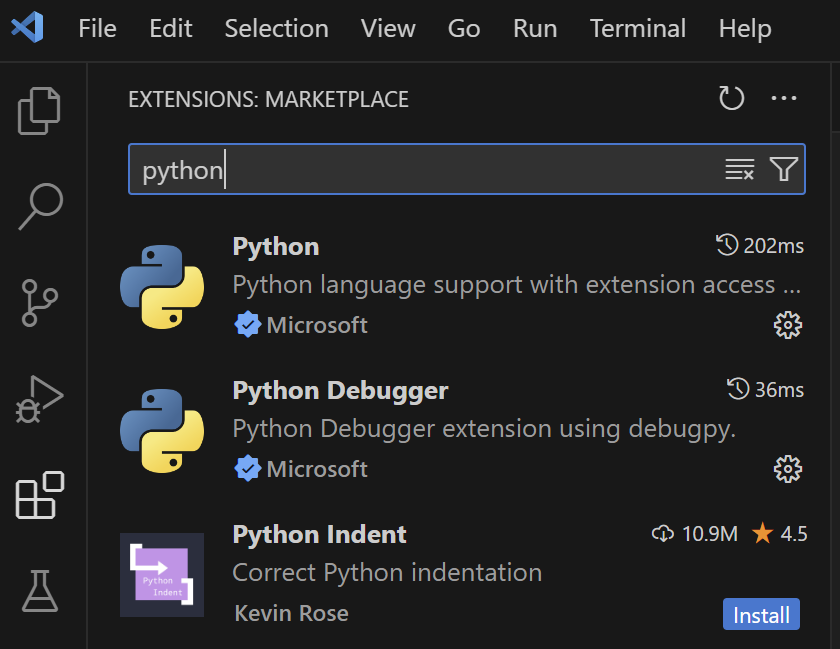 File Edit Selection View Go Run Terminal Help
EXTENSIONS: MARKETPLACE
python
Python 202ms
Python language support with extension access ...
Microsoft
Python Debugger 36ms
Python Debugger extension using debugpy.
Microsoft
Python Indent 10.9M 4.5
Correct Python indentation
Python
Indent
Kevin Rose Install